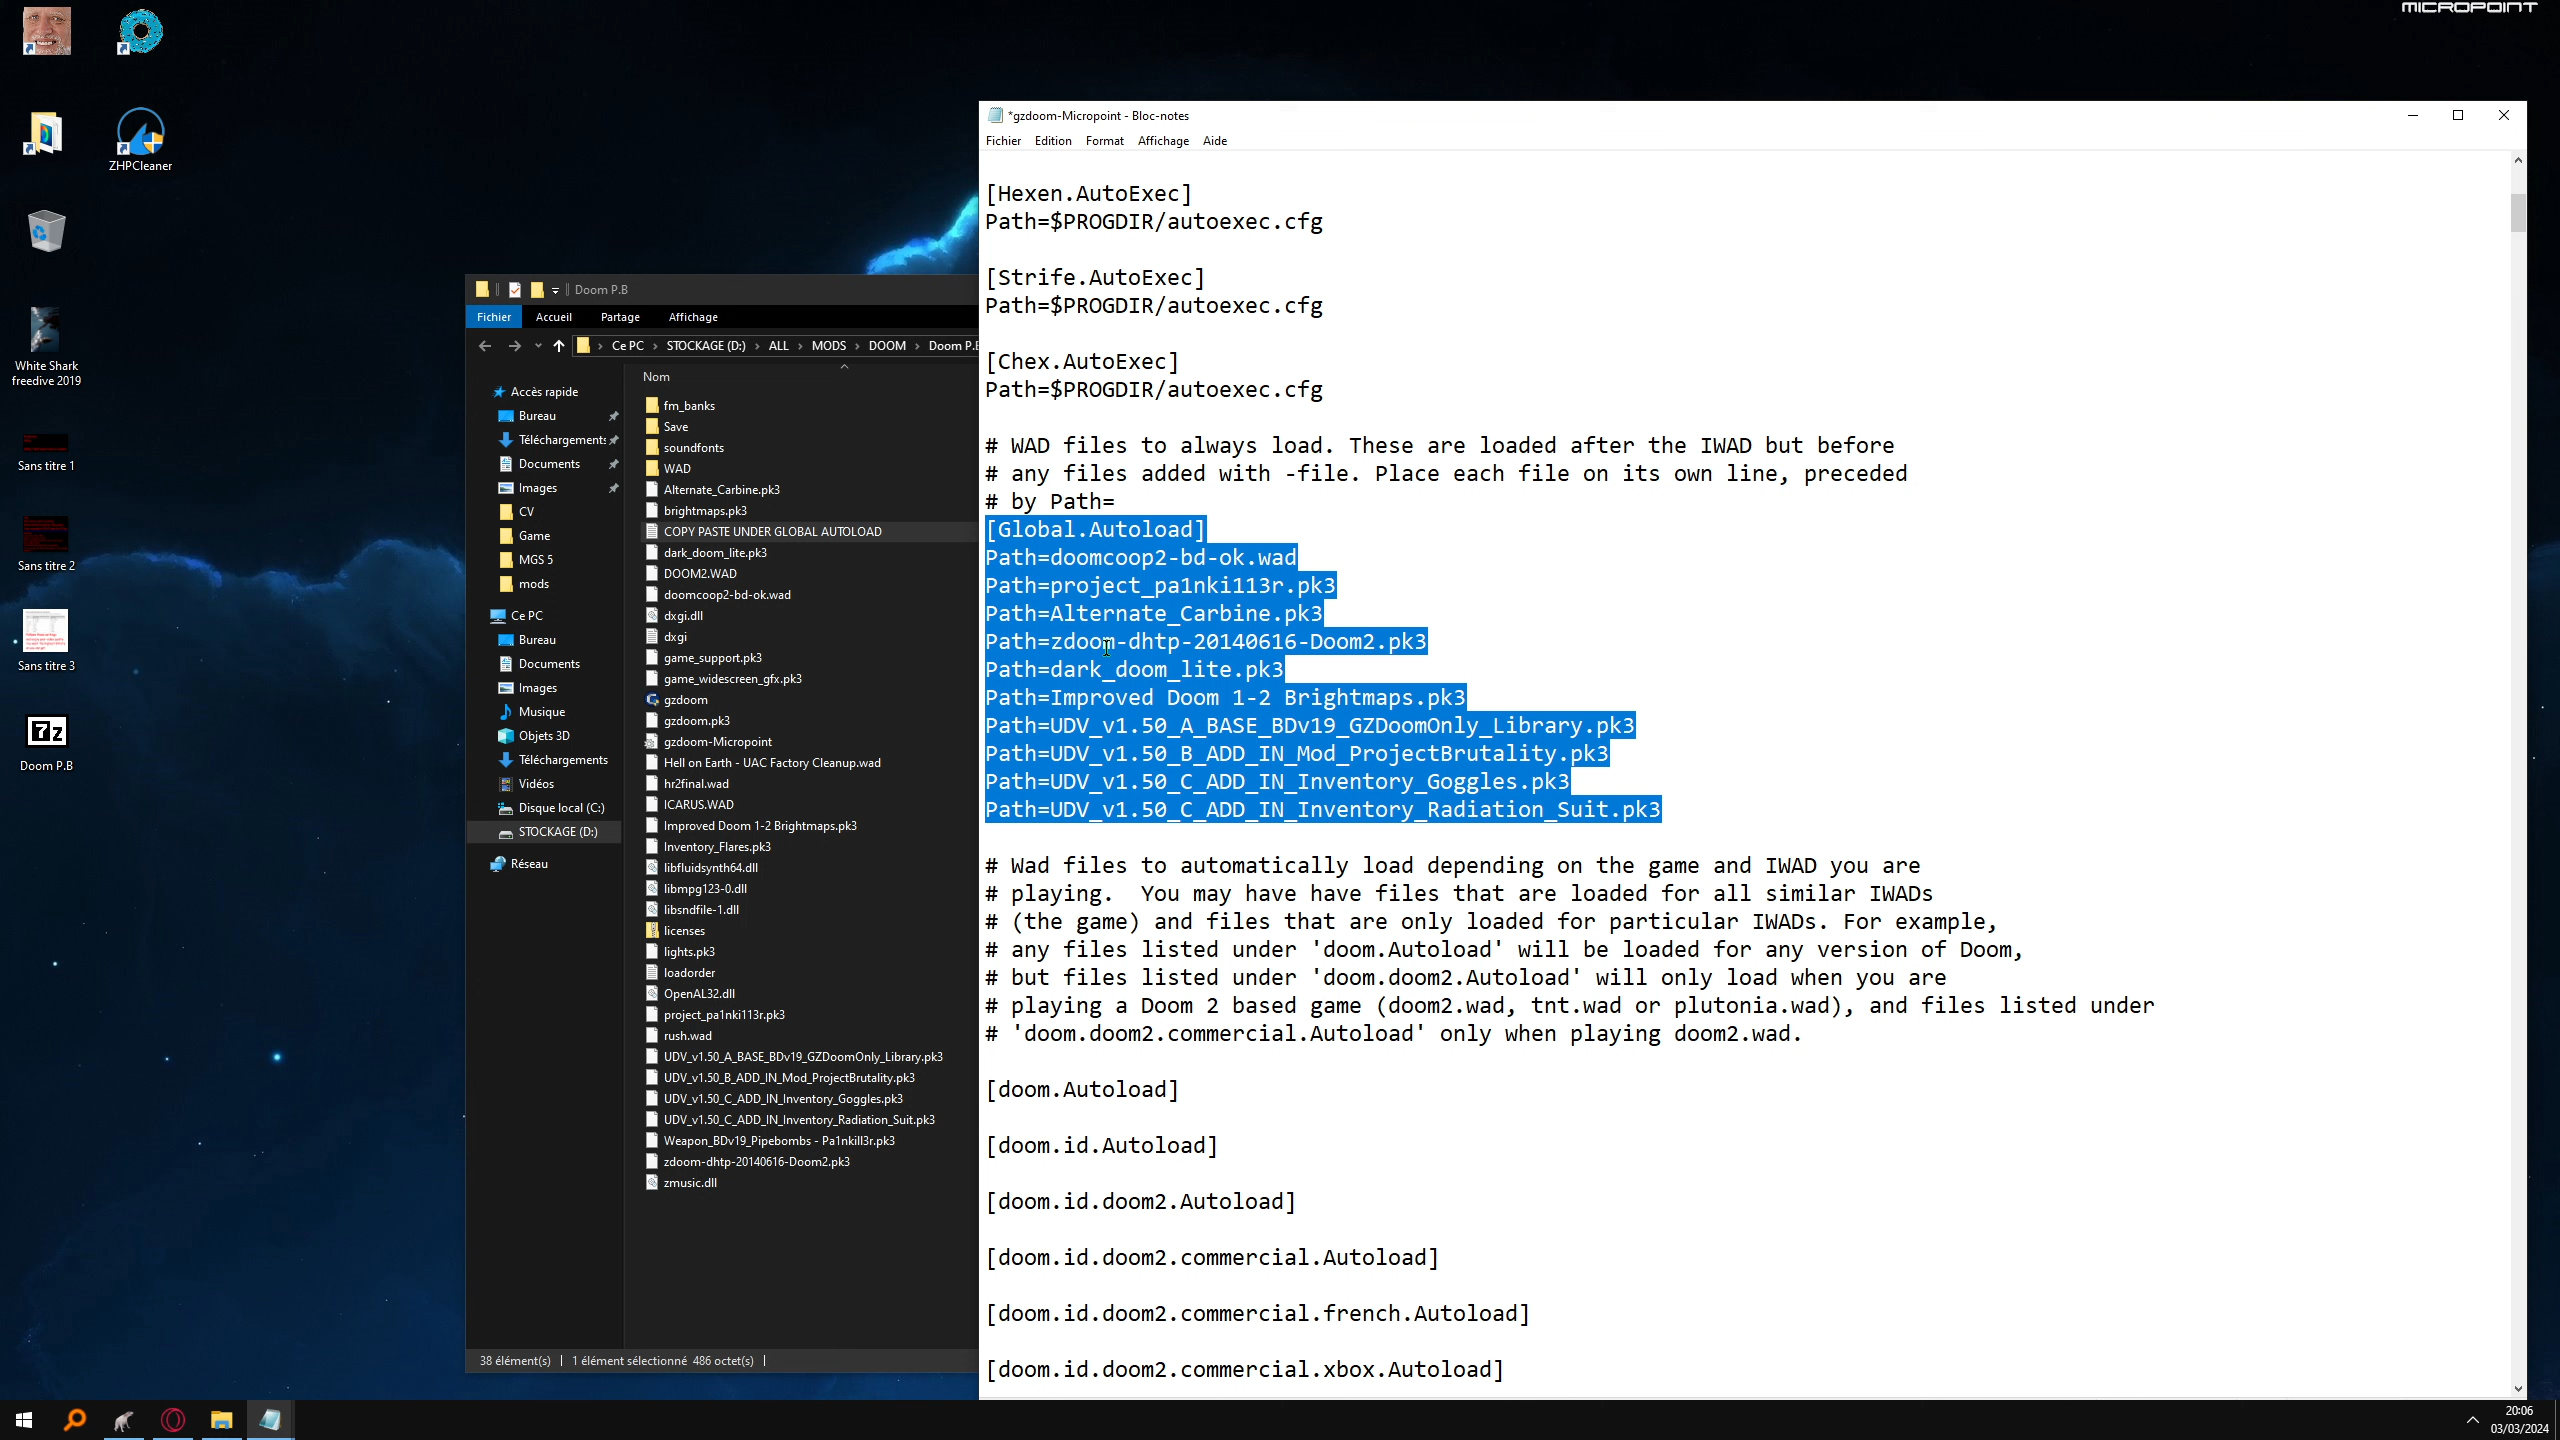 MICROPOINT
ZHPCleaner
White Shark
freedive 2019
Sans titre 1
Sans titre 2
Sans titre 3
7z
Doom P.B
Doom P.B
Fichier
Accueil
Partage
Affichage
Ce PC
STOCKAGE (D:)
ALL
MODS
DOOM
Doom P.B
Accès rapide
Bureau
Téléchargements
Documents
Images
CV
Game
MGS 5
mods
Ce PC
Bureau
Documents
Images
Musique
Objets 3D
Téléchargements
Vidéos
Disque local (C:)
STOCKAGE (D:)
Réseau
Nom
fm_banks
Save
soundfonts
WAD
Alternate_Carbine.pk3
brightmaps.pk3
COPY PASTE UNDER GLOBAL AUTOLOAD
dark_doom_lite.pk3
DOOM2.WAD
doomcoop2-bd-ok.wad
dxgi.dll
dxgi
game_support.pk3
game_widescreen_gfx.pk3
gzdoom
gzdoom.pk3
gzdoom-Micropoint
Hell on Earth - UAC Factory Cleanup.wad
hr2final.wad
ICARUS.WAD
Improved Doom 1-2 Brightmaps.pk3
Inventory_Flares.pk3
libfluidsynth64.dll
libmpg123-0.dll
libsndfile-1.dll
licenses
lights.pk3
loadorder
OpenAL32.dll
project_pa1nki113r.pk3
rush.wad
UDV_v1.50_A_BASE_BDv19_GZDoomOnly_Library.pk3
UDV_v1.50_B_ADD_IN_Mod_ProjectBrutality.pk3
UDV_v1.50_C_ADD_IN_Inventory_Goggles.pk3
UDV_v1.50_C_ADD_IN_Inventory_Radiation_Suit.pk3
Weapon_BDv19_Pipebombs - Pa1nkill3r.pk3
zdoom-dhtp-20140616-Doom2.pk3
zmusic.dll
38 élément(s)
1 élément sélectionné 486 octet(s)
*gzdoom-Micropoint - Bloc-notes
Fichier Edition Format Affichage Aide
[Hexen.AutoExec]
Path=$PROGDIR/autoexec.cfg
[Strife.AutoExec]
Path=$PROGDIR/autoexec.cfg
[Chex.AutoExec]
Path=$PROGDIR/autoexec.cfg
# WAD files to always load. These are loaded after the IWAD but before
# any files added with -file. Place each file on its own line, preceded
# by Path=
[Global.Autoload]
Path=doomcoop2-bd-ok.wad
Path=project_pa1nki113r.pk3
Path=Alternate_Carbine.pk3
Path=zdoom-dhtp-20140616-Doom2.pk3
Path=dark_doom_lite.pk3
Path=Improved Doom 1-2 Brightmaps.pk3
Path=UDV_v1.50_A_BASE_BDv19_GZDoomOnly_Library.pk3
Path=UDV_v1.50_B_ADD_IN_Mod_ProjectBrutality.pk3
Path=UDV_v1.50_C_ADD_IN_Inventory_Goggles.pk3
Path=UDV_v1.50_C_ADD_IN_Inventory_Radiation_Suit.pk3
# Wad files to automatically load depending on the game and IWAD you are
# playing.  You may have have files that are loaded for all similar IWADs
# (the game) and files that are only loaded for particular IWADs. For example,
# any files listed under 'doom.Autoload' will be loaded for any version of Doom,
# but files listed under 'doom.doom2.Autoload' will only load when you are
# playing a Doom 2 based game (doom2.wad, tnt.wad or plutonia.wad), and files listed under
# 'doom.doom2.commercial.Autoload' only when playing doom2.wad.
[doom.Autoload]
[doom.id.Autoload]
[doom.id.doom2.Autoload]
[doom.id.doom2.commercial.Autoload]
[doom.id.doom2.commercial.french.Autoload]
[doom.id.doom2.commercial.xbox.Autoload]
20:06
03/03/2024